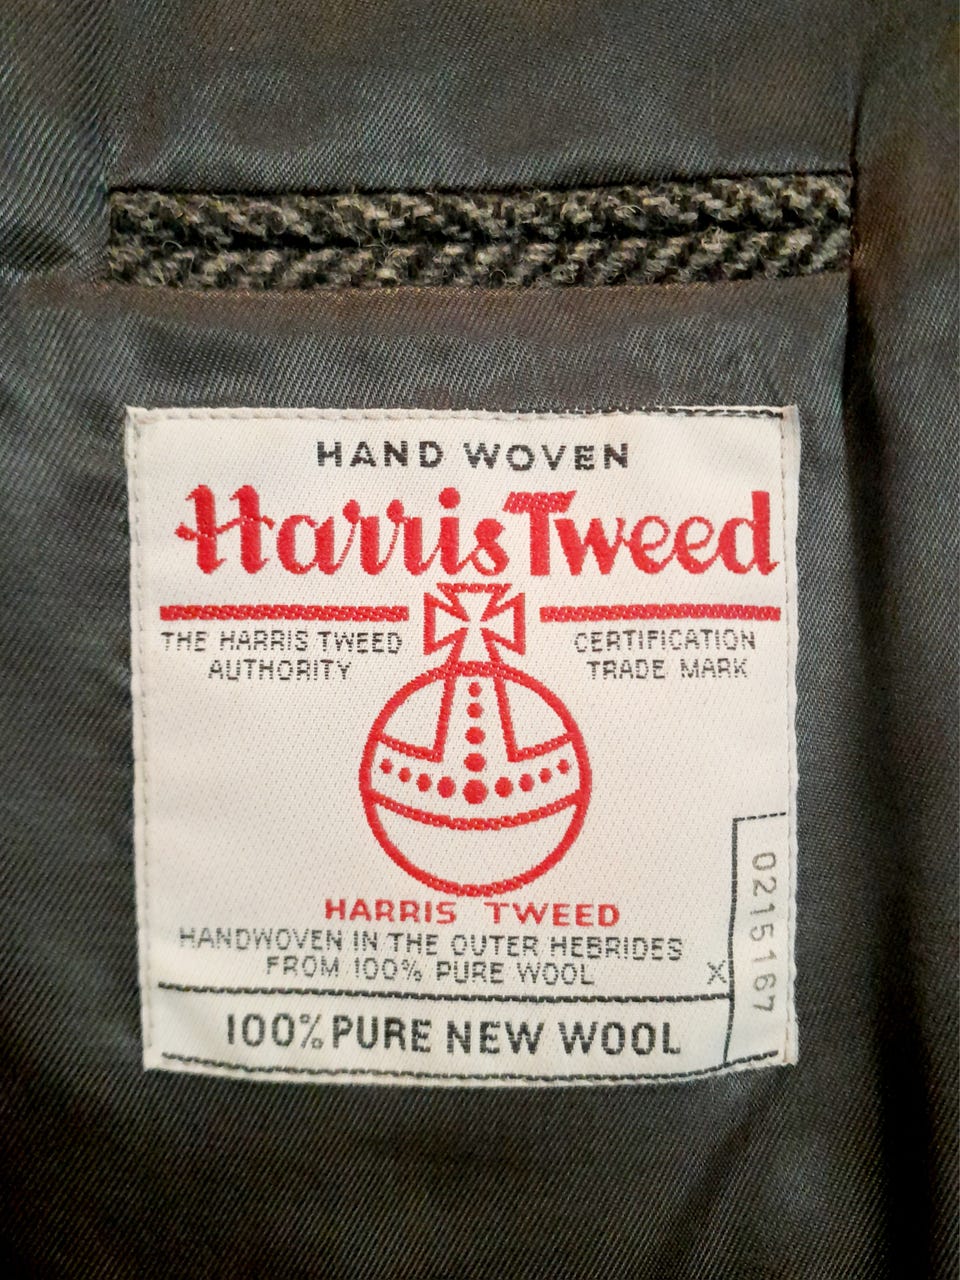 HAND WOVEN
Harris Tweed
THE HARRIS TWEED
AUTHORITY
CERTIFICATION
TRADE MARK
HARRIS TWEED
HANDWOVEN IN THE OUTER HEBRIDES
FROM 100% PURE WOOL
X
0215167
100% PURE NEW WOOL